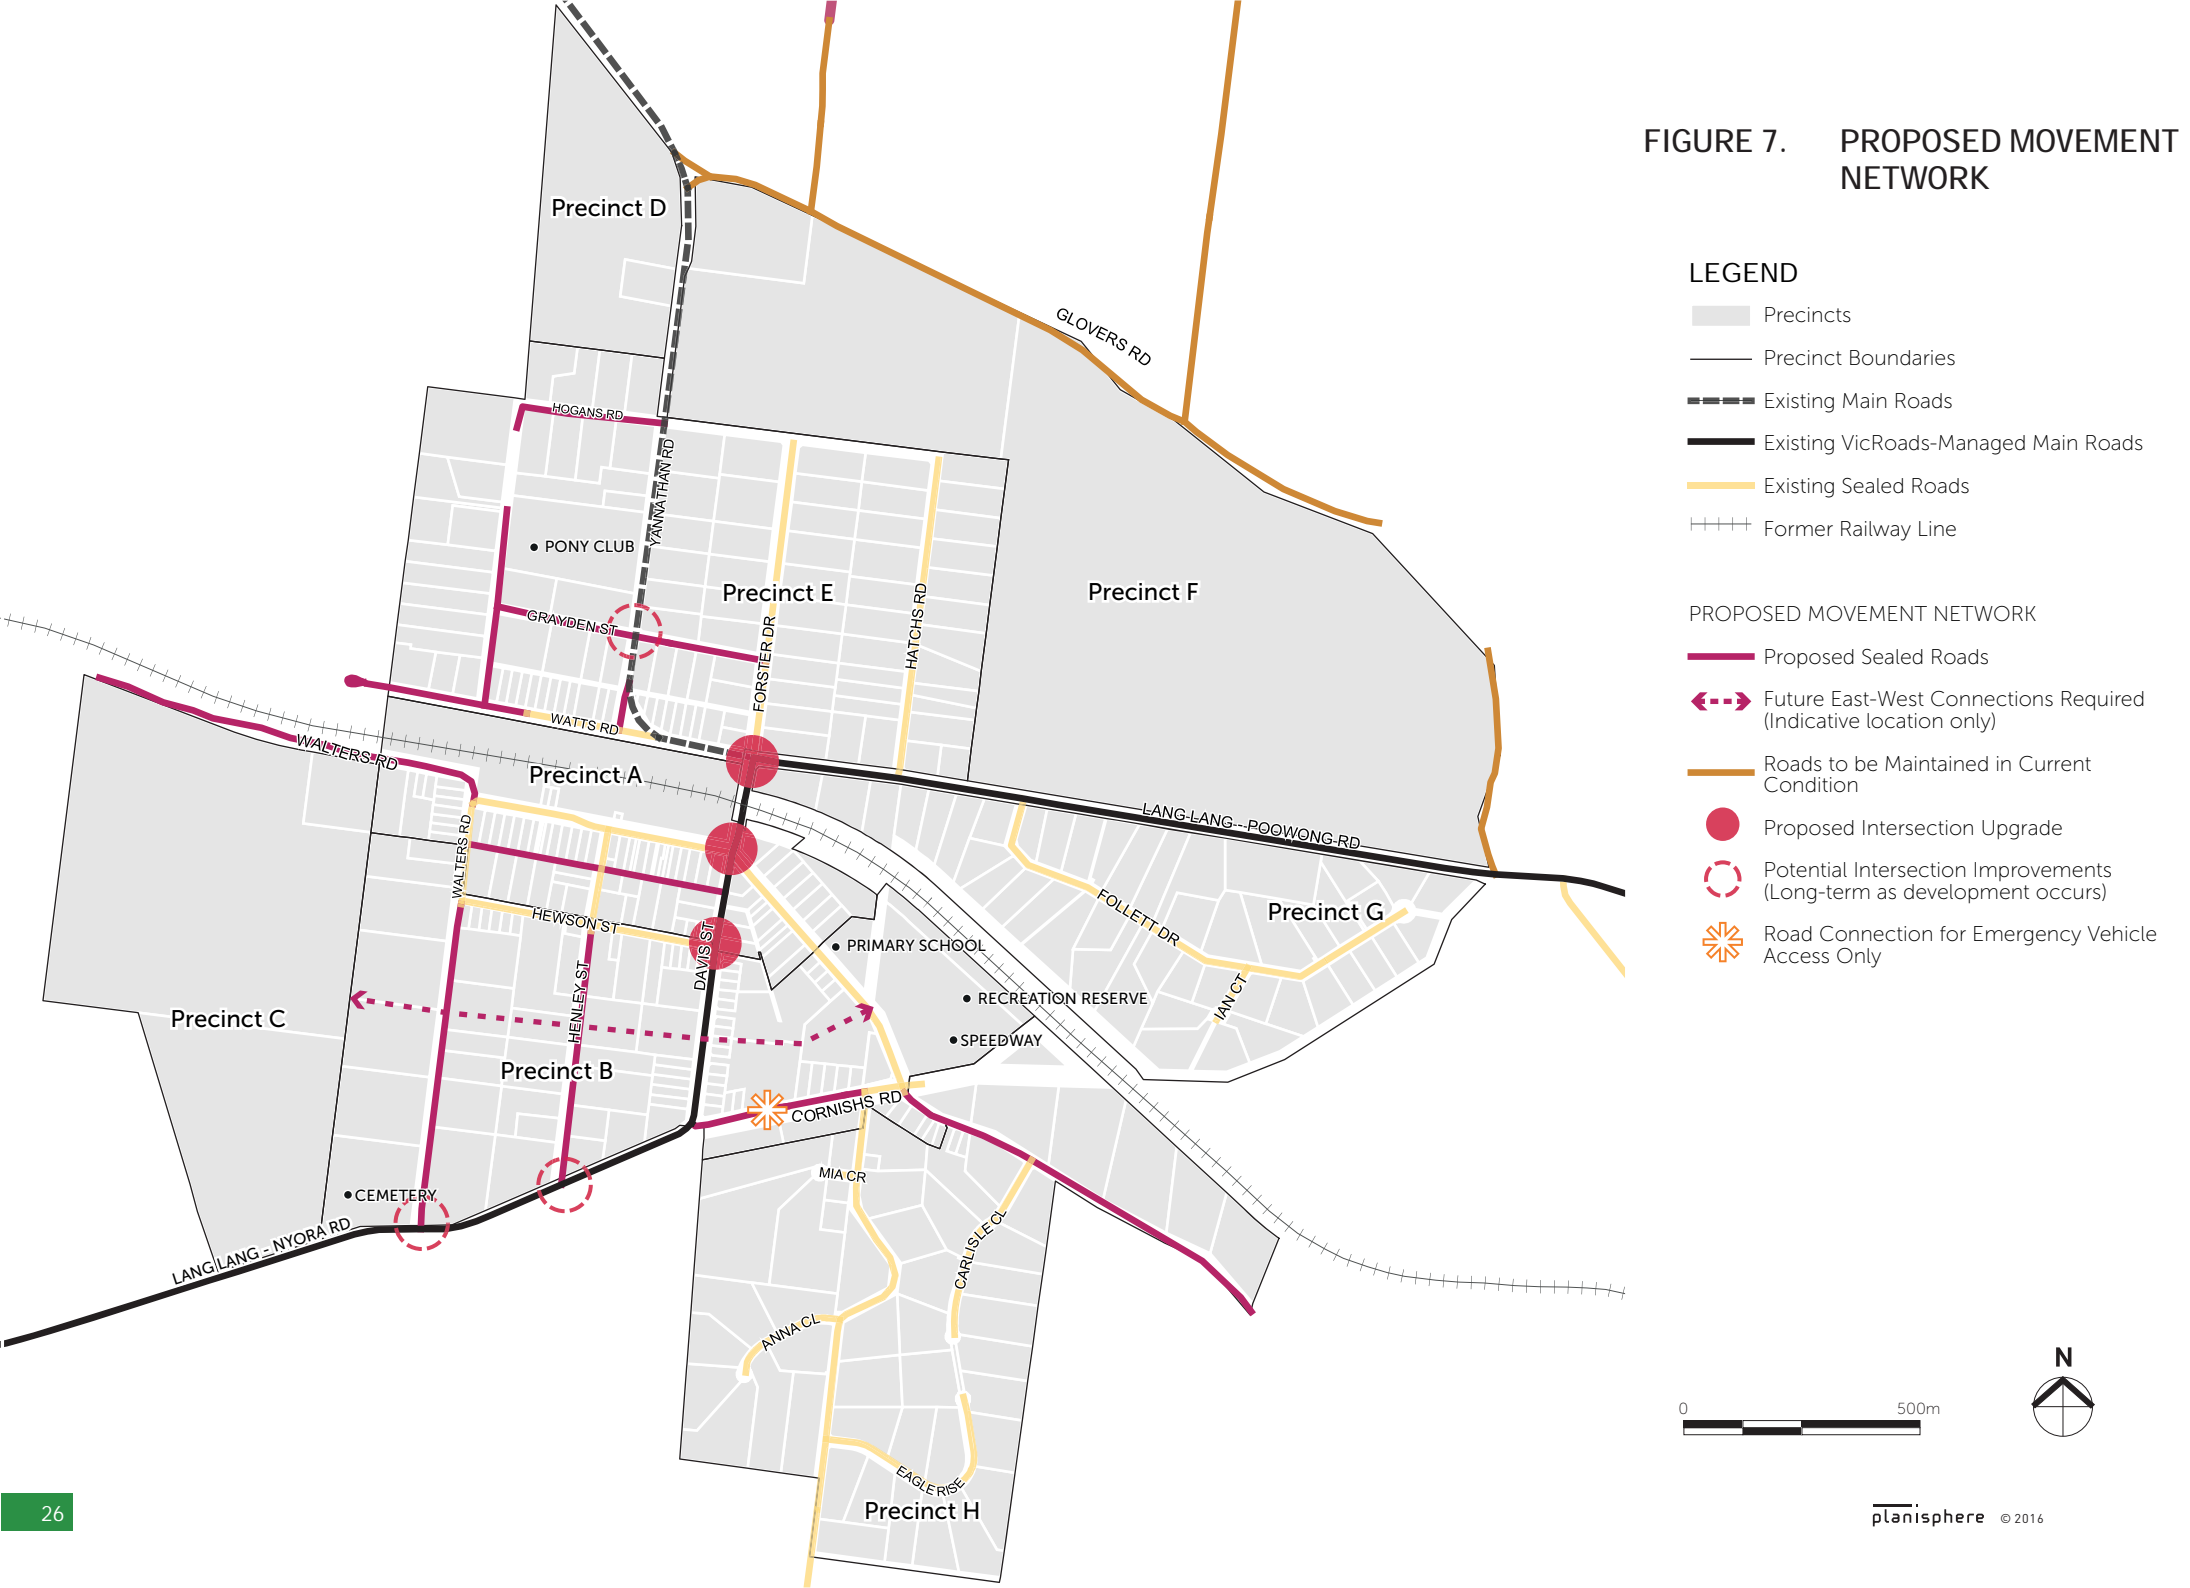 FIGURE 7. PROPOSED MOVEMENT
NETWORK
LEGEND
Precincts
Precinct Boundaries
Existing Main Roads
Existing VicRoads-Managed Main Roads
Existing Sealed Roads
Former Railway Line
PROPOSED MOVEMENT NETWORK
Proposed Sealed Roads
Future East-West Connections Required
(Indicative location only)
Roads to be Maintained in Current
Condition
Proposed Intersection Upgrade
Potential Intersection Improvements
(Long-term as development occurs)
Road Connection for Emergency Vehicle
Access Only
Precinct D
GLOVERS RD
HOGANS RD
YANNATHAN RD
PONY CLUB
Precinct E
Precinct F
GRAYDEN ST
FORSTER DR
HATCHS RD
WATTS RD
WALTERS RD
Precinct A
LANG LANG - POOWONG RD
WALTERS RD
HEWSON ST
DAVIS ST
FOLLETT DR
Precinct G
PRIMARY SCHOOL
HENLEY ST
IAN CT
RECREATION RESERVE
Precinct C
SPEEDWAY
Precinct B
CORNISHS RD
MIA CR
CEMETERY
LANG LANG - NYORA RD
CARLISLE CL
ANNA CL
EAGLE RISE
Precinct H
N
0 500m
planisphere © 2016
26